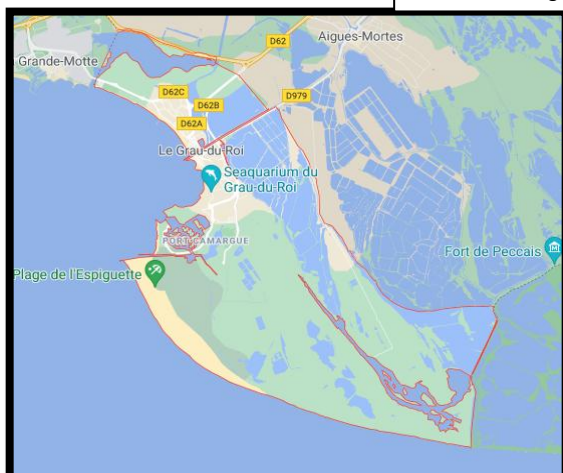 D62
Aigues-Mortes
Grande-Motte
D62C
D62B
D979
D62A
Le Grau-du-Roi
Seaquarium du
Grau-du-Roi
PORT CAMARGUE
Fort de Peccais
Plage de l'Espiguette